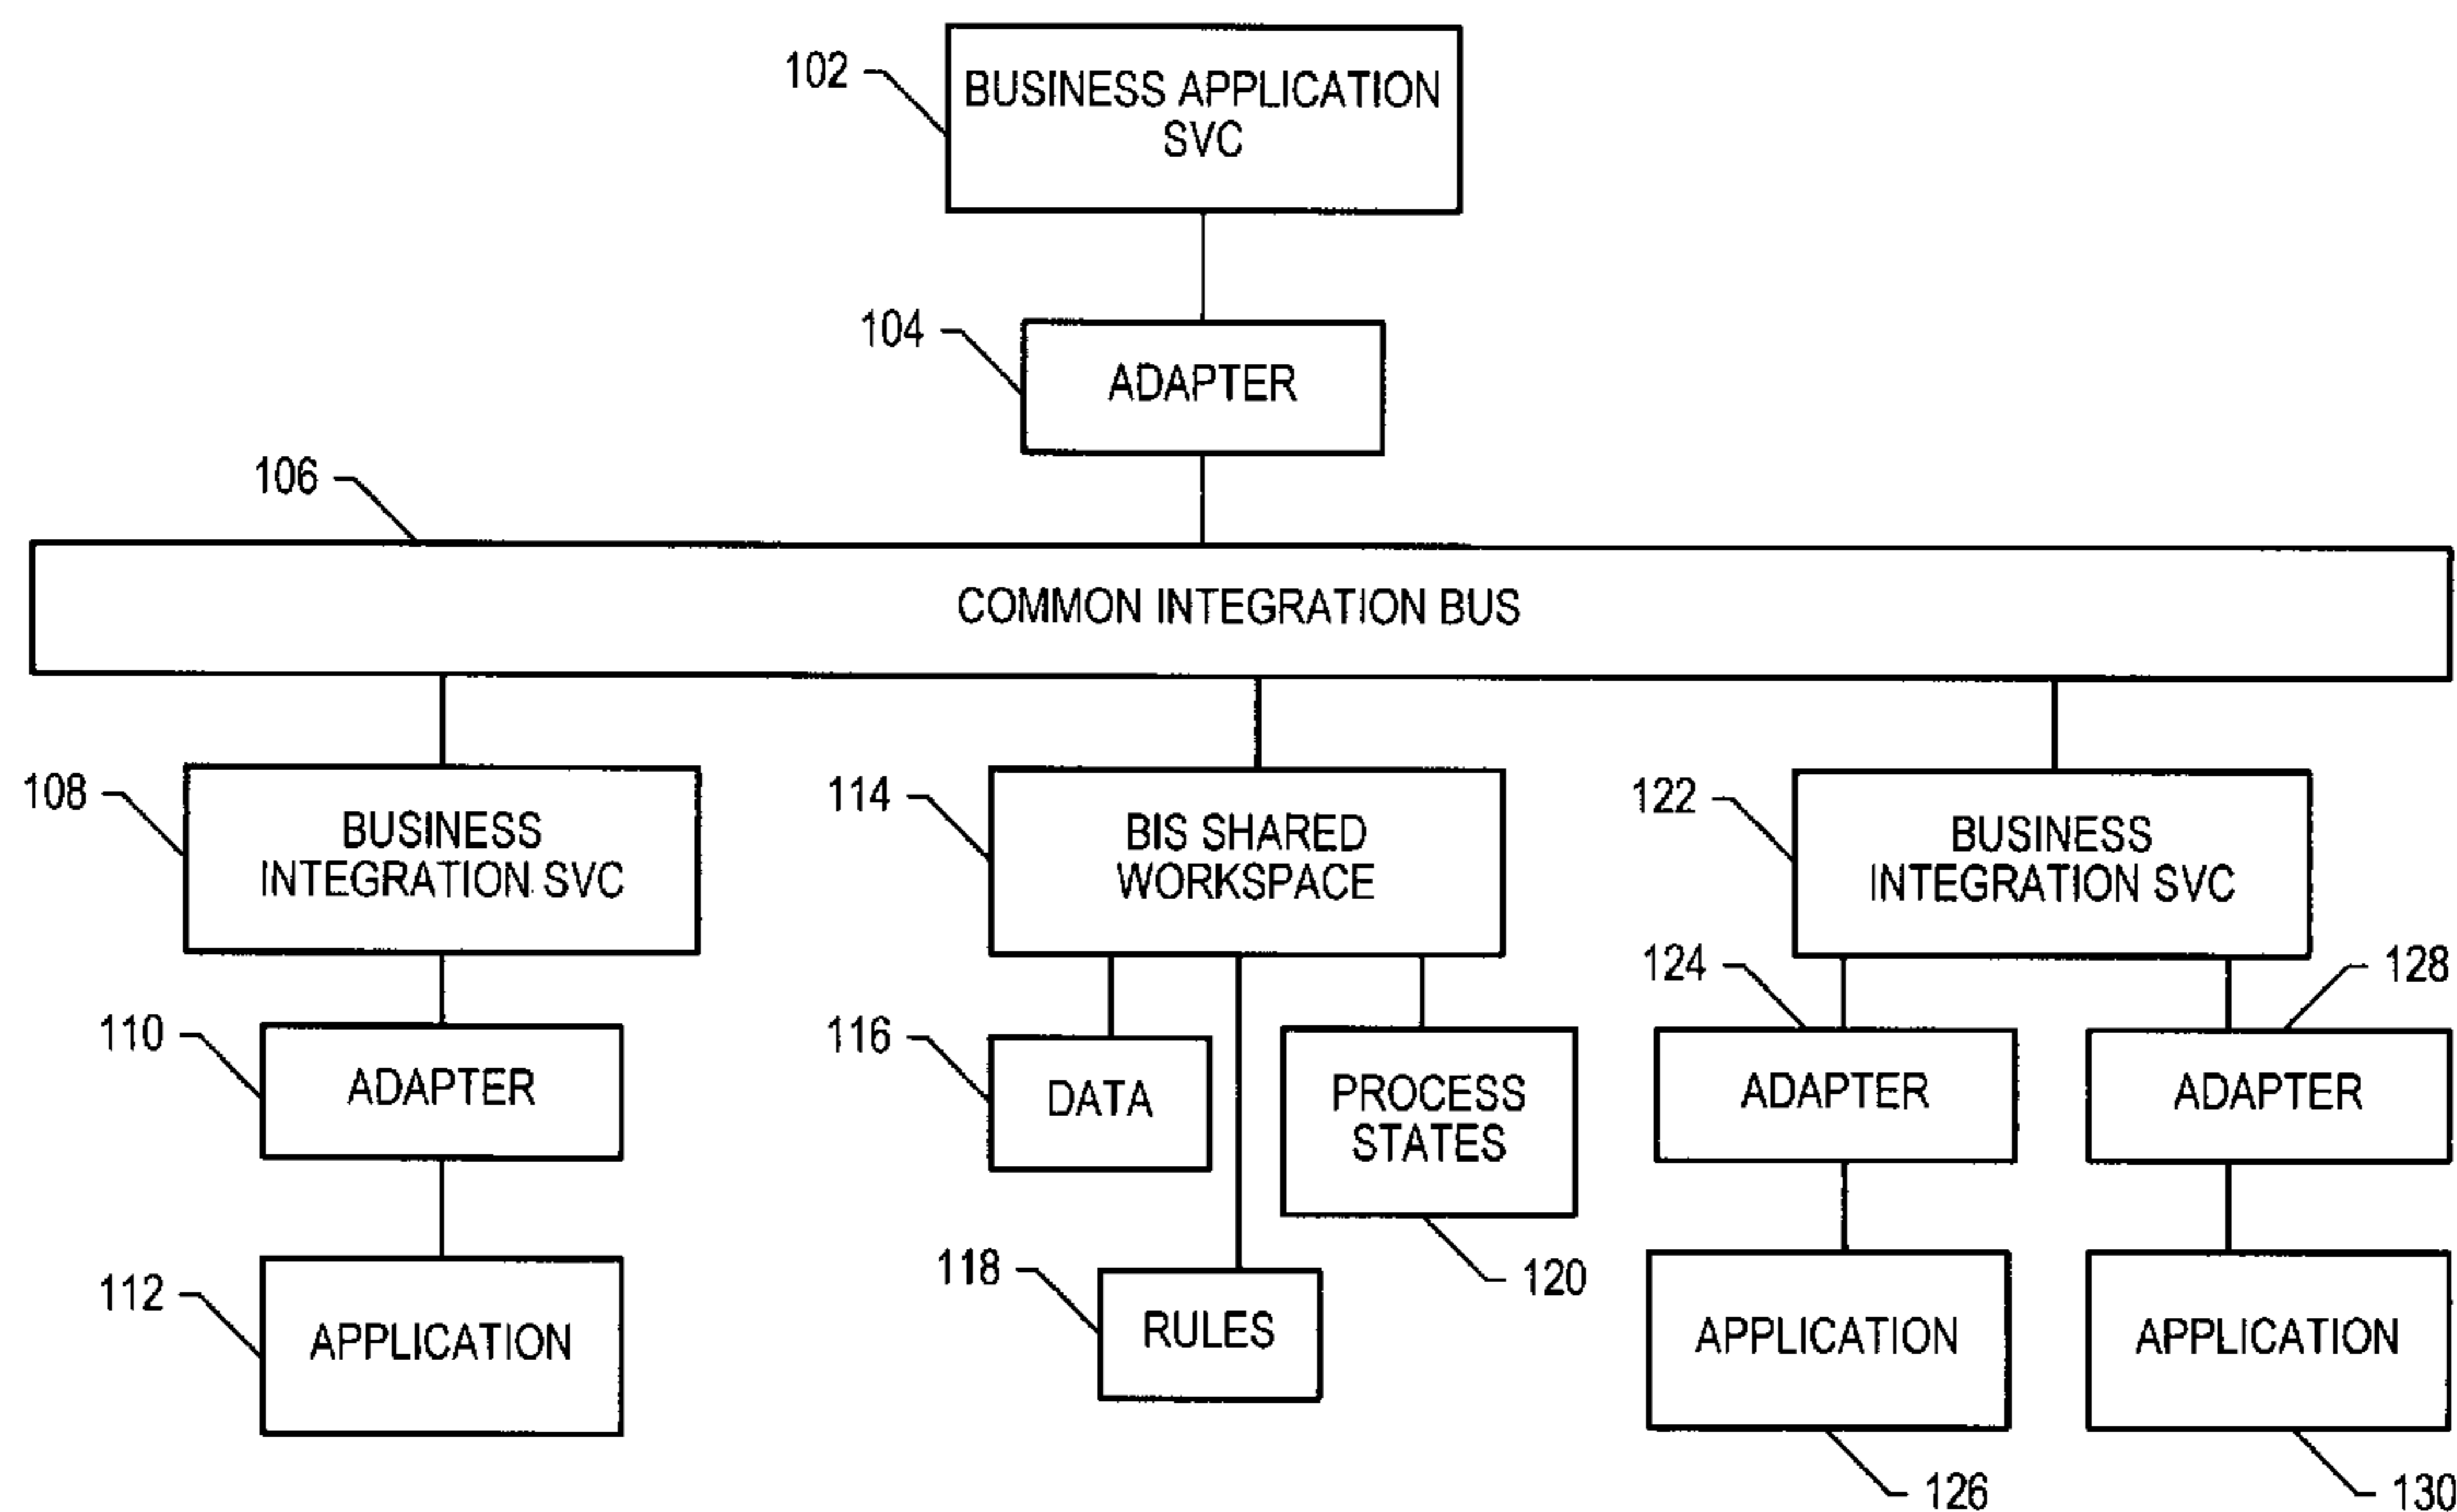 102
BUSINESS APPLICATION
SVC
104
ADAPTER
106
COMMON INTEGRATION BUS
108
BUSINESS
INTEGRATION SVC
114
BIS SHARED
WORKSPACE
122
BUSINESS
INTEGRATION SVC
110
ADAPTER
116
DATA
PROCESS
STATES
124
ADAPTER
128
ADAPTER
112
APPLICATION
118
RULES
120
APPLICATION
126
APPLICATION
130